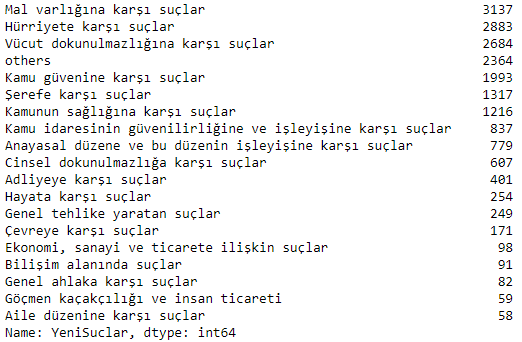 Mal varlığına karşı suçlar 3137
Hürriyete karşı suçlar 2883
Vücut dokunulmazlığına karşı suçlar 2684
others 2364
Kamu güvenine karşı suçlar 1993
Şerefe karşı suçlar 1317
Kamunun sağlığına karşı suçlar 1216
Kamu idaresinin güvenilirliğine ve işleyişine karşı suçlar 837
Anayasal düzene ve bu düzenin işleyişine karşı suçlar 779
Cinsel dokunulmazlığa karşı suçlar 607
Adliyeye karşı suçlar 401
Hayata karşı suçlar 254
Genel tehlike yaratan suçlar 249
Çevreye karşı suçlar 171
Ekonomi, sanayi ve ticarete ilişkin suçlar 98
Bilişim alanında suçlar 91
Genel ahlaka karşı suçlar 82
Göçmen kaçakçılığı ve insan ticareti 59
Aile düzenine karşı suçlar 58
Name: YeniSuclar, dtype: int64